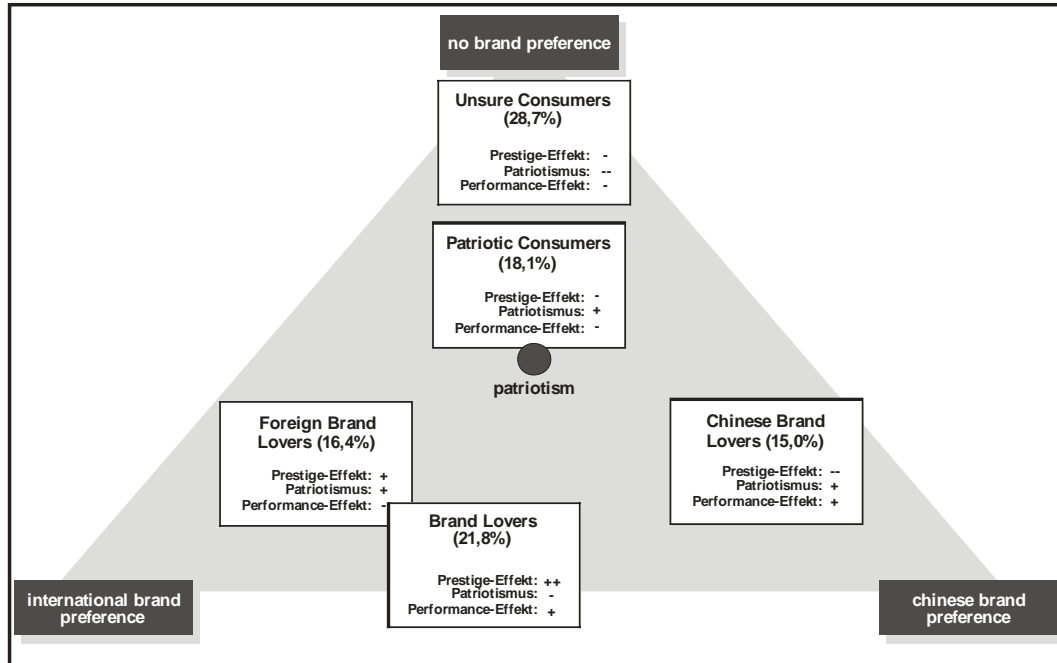 no brand preference
Unsure Consumers
(28,7%)
Prestige-Effekt: -
Patriotismus: --
Performance-Effekt: -
Patriotic Consumers
(18,1%)
Prestige-Effekt: -
Patriotismus: +
Performance-Effekt: -
patriotism
Foreign Brand
Lovers (16,4%)
Prestige-Effekt: +
Patriotismus: +
Performance-Effekt: -
Chinese Brand
Lovers (15,0%)
Prestige-Effekt: --
Patriotismus: +
Performance-Effekt: +
Brand Lovers
(21,8%)
Prestige-Effekt: ++
Patriotismus: -
Performance-Effekt: +
international brand
preference
chinese brand
preference